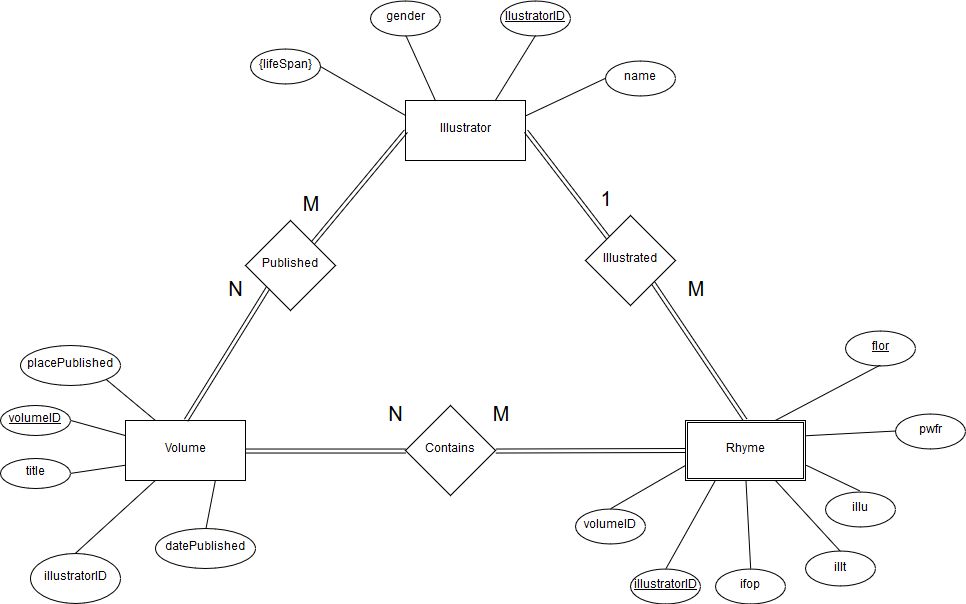 gender
IlustratorID
{lifeSpan}
name
Illustrator
M
1
Published
Illustrated
N
M
placePublished
flor
volumeID
N
M
pwfr
Volume
Contains
Rhyme
title
illu
volumeID
datePublished
illt
illustratorID
illustratorID
ifop